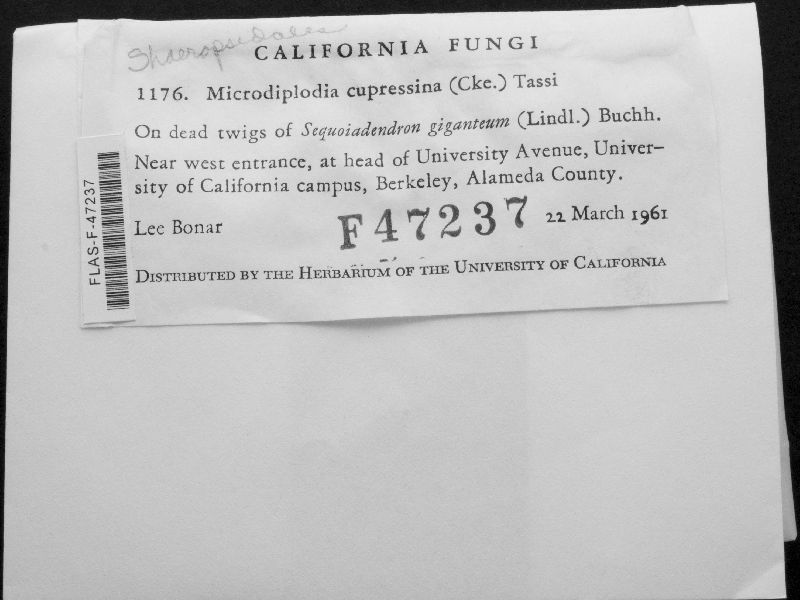 Shaeropsidales
CALIFORNIA FUNGI
1176. Microdiplodia cupressina (Cke.) Tassi
On dead twigs of Sequoiadendron giganteum (Lindl.) Buchh.
Near west entrance, at head of University Avenue, Univer-
sity of California campus, Berkeley, Alameda County.
Lee Bonar F47237 22 March 1961
DISTRIBUTED BY THE HERBARIUM OF THE UNIVERSITY OF CALIFORNIA
FLAS-F-47237